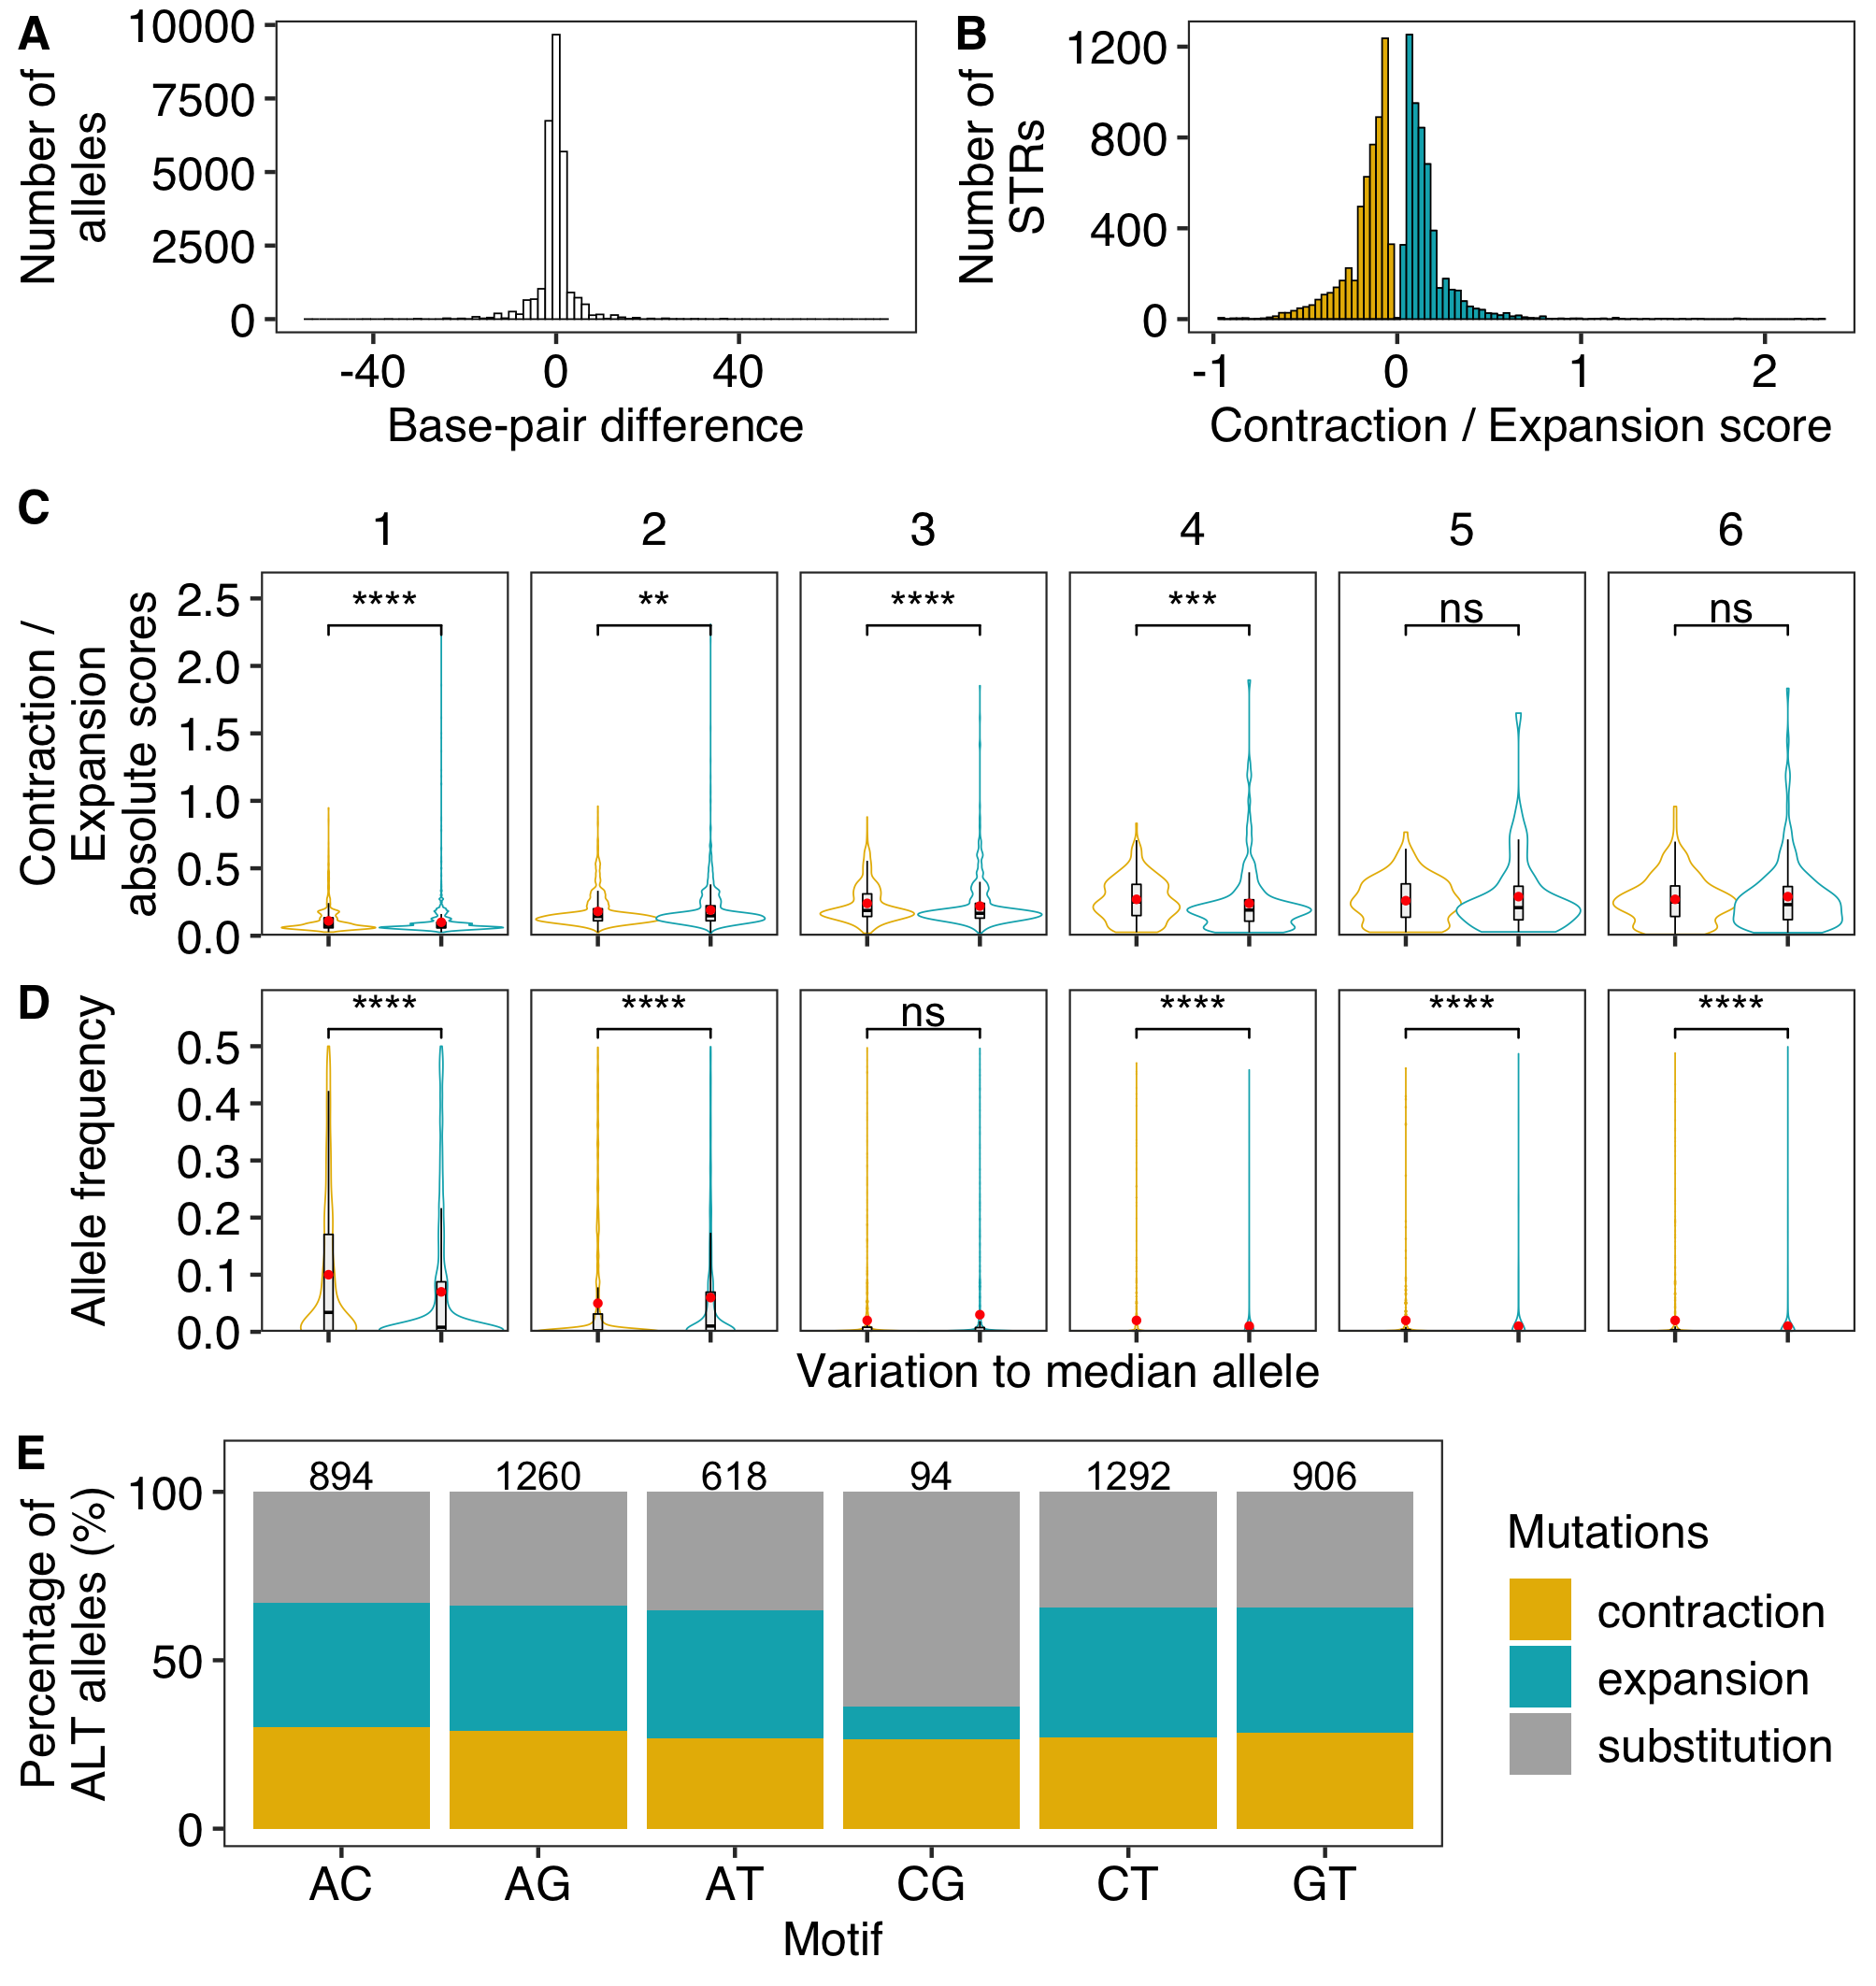 A
Number of
alleles
10000
7500
5000
2500
0
-40 0 40
Base-pair difference
B
Number of
STRs
1200
800
400
0
-1 0 1 2
Contraction / Expansion score
C
1 2 3 4 5 6
Contraction /
Expansion
absolute scores
2.5
2.0
1.5
1.0
0.5
0.0
**** ** **** *** ns ns
D
Allele frequency
0.5
0.4
0.3
0.2
0.1
0.0
**** **** ns **** **** ****
Variation to median allele
E
Percentage of
ALT alleles (%)
100
50
0
894 1260 618 94 1292 906
AC AG AT CG CT GT
Motif
Mutations
contraction
expansion
substitution